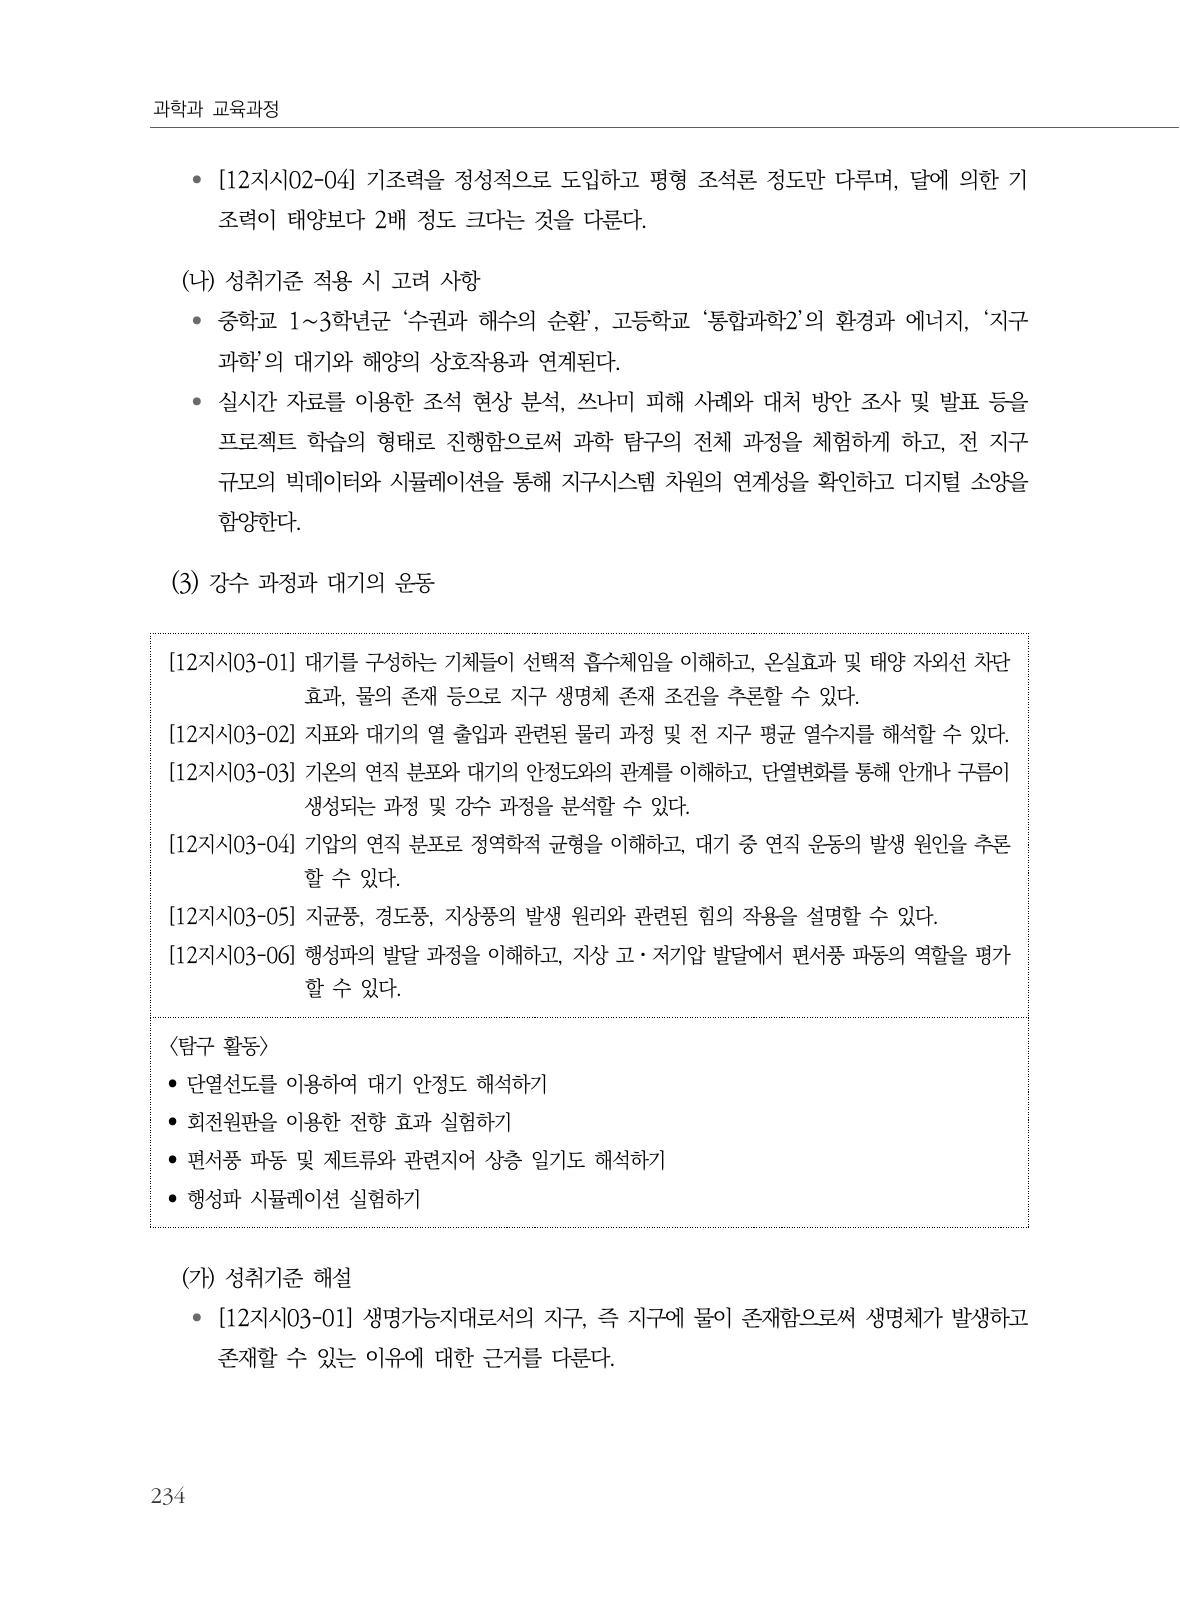 과학과 교육과정
• [12지시02-04] 기조력을 정성적으로 도입하고 평형 조석론 정도만 다루며, 달에 의한 기
조력이 태양보다 2배 정도 크다는 것을 다룬다.
(나) 성취기준 적용 시 고려 사항
• 중학교 1~3학년군 ‘수권과 해수의 순환’, 고등학교 ‘통합과학2’의 환경과 에너지, ‘지구
과학’의 대기와 해양의 상호작용과 연계된다.
• 실시간 자료를 이용한 조석 현상 분석, 쓰나미 피해 사례와 대처 방안 조사 및 발표 등을
프로젝트 학습의 형태로 진행함으로써 과학 탐구의 전체 과정을 체험하게 하고, 전 지구
규모의 빅데이터와 시뮬레이션을 통해 지구시스템 차원의 연계성을 확인하고 디지털 소양을
함양한다.
(3) 강수 과정과 대기의 운동
[12지시03-01] 대기를 구성하는 기체들이 선택적 흡수체임을 이해하고, 온실효과 및 태양 자외선 차단
효과, 물의 존재 등으로 지구 생명체 존재 조건을 추론할 수 있다.
[12지시03-02] 지표와 대기의 열 출입과 관련된 물리 과정 및 전 지구 평균 열수지를 해석할 수 있다.
[12지시03-03] 기온의 연직 분포와 대기의 안정도와의 관계를 이해하고, 단열변화를 통해 안개나 구름이
생성되는 과정 및 강수 과정을 분석할 수 있다.
[12지시03-04] 기압의 연직 분포로 정역학적 균형을 이해하고, 대기 중 연직 운동의 발생 원인을 추론
할 수 있다.
[12지시03-05] 지균풍, 경도풍, 지상풍의 발생 원리와 관련된 힘의 작용을 설명할 수 있다.
[12지시03-06] 행성파의 발달 과정을 이해하고, 지상 고·저기압 발달에서 편서풍 파동의 역할을 평가
할 수 있다.
<탐구 활동>
• 단열선도를 이용하여 대기 안정도 해석하기
• 회전원판을 이용한 전향 효과 실험하기
• 편서풍 파동 및 제트류와 관련지어 상층 일기도 해석하기
• 행성파 시뮬레이션 실험하기
(가) 성취기준 해설
• [12지시03-01] 생명가능지대로서의 지구, 즉 지구에 물이 존재함으로써 생명체가 발생하고
존재할 수 있는 이유에 대한 근거를 다룬다.
234